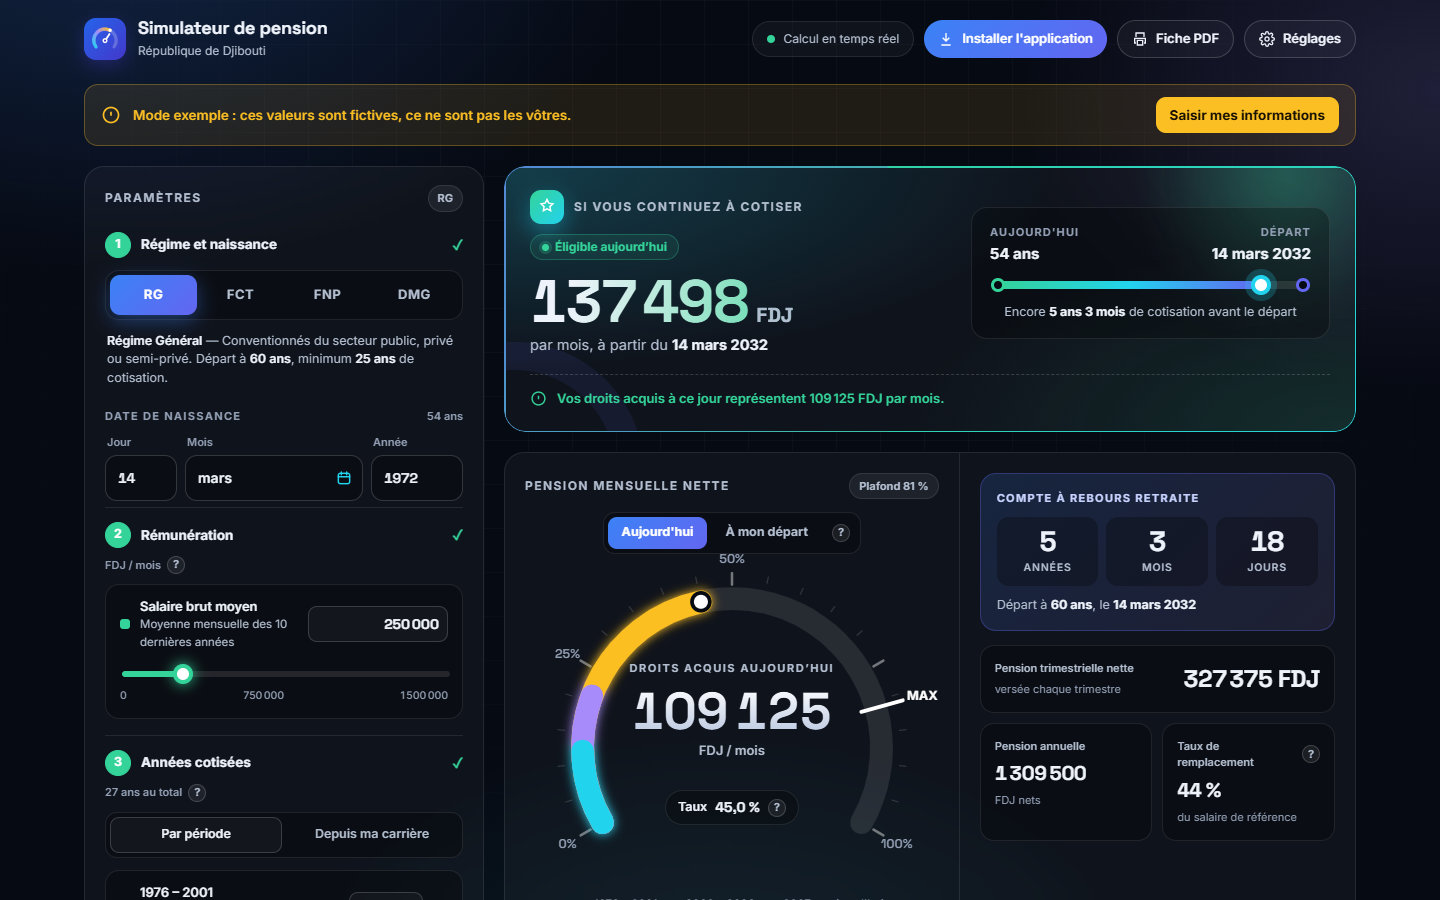 Simulateur de pension
République de Djibouti
Calcul en temps réel
Installer l'application
Fiche PDF
Réglages
Mode exemple : ces valeurs sont fictives, ce ne sont pas les vôtres.
Saisir mes informations
PARAMÈTRES
RG
1 Régime et naissance
RG FCT FNP DMG
Régime Général — Conventionnés du secteur public, privé
ou semi-privé. Départ à 60 ans, minimum 25 ans de
cotisation.
DATE DE NAISSANCE 54 ans
Jour Mois Année
14 mars 1972
2 Rémunération
FDJ / mois ?
Salaire brut moyen
Moyenne mensuelle des 10
dernières années
250 000
0 750 000 1 500 000
3 Années cotisées
27 ans au total ?
Par période Depuis ma carrière
1976 – 2001
SI VOUS CONTINUEZ À COTISER
Éligible aujourd'hui
137 498 FDJ
par mois, à partir du 14 mars 2032
AUJOURD'HUI DÉPART
54 ans 14 mars 2032
Encore 5 ans 3 mois de cotisation avant le départ
Vos droits acquis à ce jour représentent 109 125 FDJ par mois.
PENSION MENSUELLE NETTE
Plafond 81 %
Aujourd'hui À mon départ ?
50%
25%
DROITS ACQUIS AUJOURD'HUI
MAX
109 125
FDJ / mois
Taux 45,0 % ?
0% 100%
COMPTE À REBOURS RETRAITE
5 3 18
ANNÉES MOIS JOURS
Départ à 60 ans, le 14 mars 2032
Pension trimestrielle nette
versée chaque trimestre
327 375 FDJ
Pension annuelle
1 309 500
FDJ nets
Taux de
remplacement
?
44 %
du salaire de référence